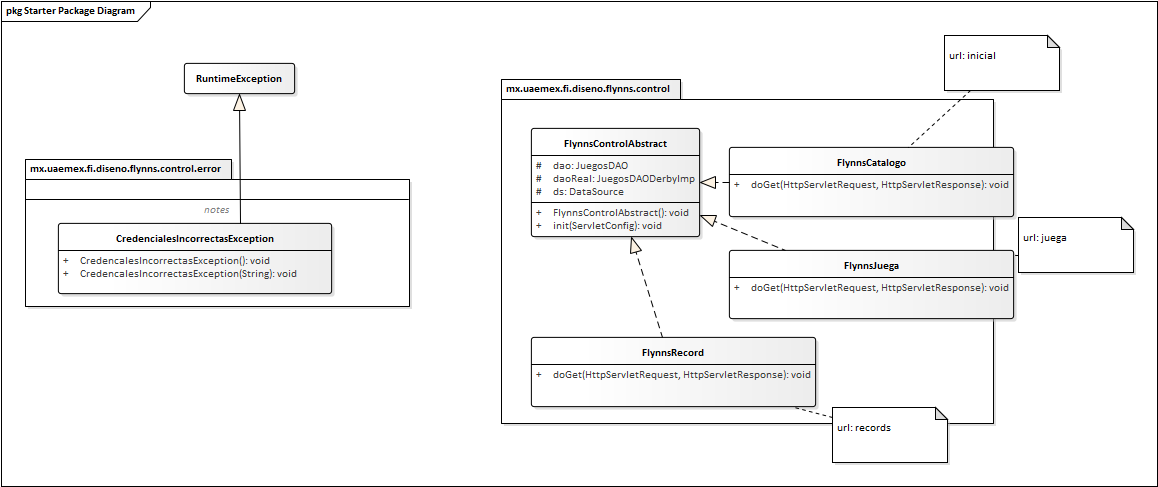 pkg Starter Package Diagram
RuntimeException
mx.uaemex.fi.diseno.flynns.control.error
notes
CredencialesIncorrectasException
+ CredencalesIncorrectasException(): void
+ CredencalesIncorrectasException(String): void
mx.uaemex.fi.diseno.flynns.control
FlynnsControlAbstract
# dao: JuegosDAO
# daoReal: JuegosDAODerbyImp
# ds: DataSource
+ FlynnsControlAbstract(): void
+ init(ServletConfig): void
url: inicial
FlynnsCatalogo
+ doGet(HttpServletRequest, HttpServletResponse): void
url: juega
FlynnsJuega
+ doGet(HttpServletRequest, HttpServletResponse): void
FlynnsRecord
+ doGet(HttpServletRequest, HttpServletResponse): void
url: records